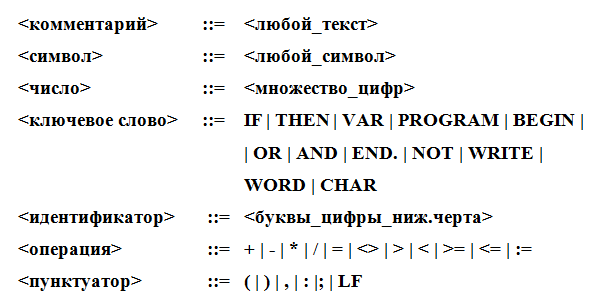 <комментарий> ::= <любой_текст>
<символ> ::= <любой_символ>
<число> ::= <множество_цифр>
<ключевое слово> ::= IF | THEN | VAR | PROGRAM | BEGIN |
| OR | AND | END. | NOT | WRITE |
WORD | CHAR
<идентификатор> ::= <буквы_цифры_ниж.черта>
<операция> ::= + | - | * | / | = | <> | > | < | >= | <= | :=
<пунктуатор> ::= ( | ) | , | : |; | LF